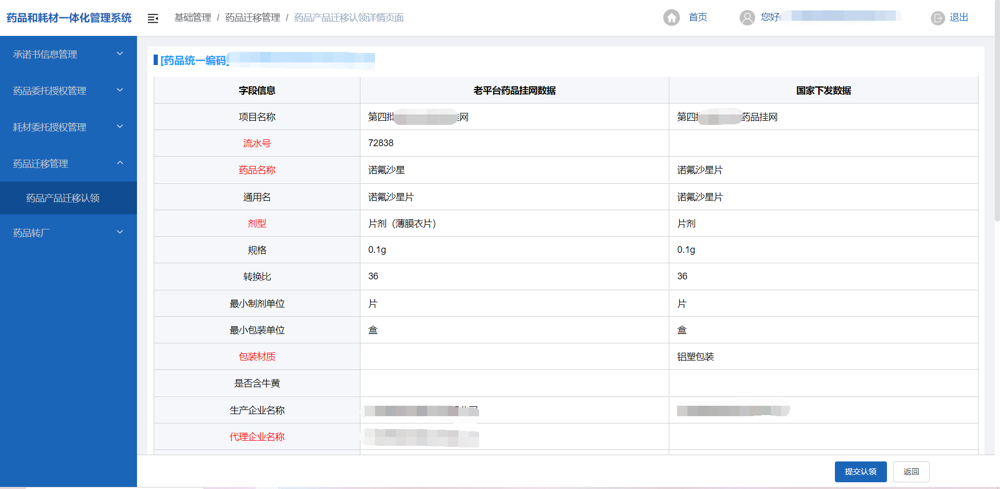 药品和耗材一体化管理系统
基础管理 / 药品迁移管理 / 药品产品迁移认领详情页面
首页
您好
退出
承诺书信息管理
药品委托授权管理
耗材委托授权管理
药品迁移管理
药品产品迁移认领
药品转厂
[药品统一编码]
字段信息 老平台药品挂网数据 国家下发数据
项目名称 第四批 挂网 第四批 药品挂网
流水号 72838
药品名称 诺氟沙星 诺氟沙星片
通用名 诺氟沙星片 诺氟沙星片
剂型 片剂（薄膜衣片） 片剂
规格 0.1g 0.1g
转换比 36 36
最小制剂单位 片 片
最小包装单位 盒 盒
包装材质 铝塑包装
是否含牛黄
生产企业名称
代理企业名称
提交认领 返回